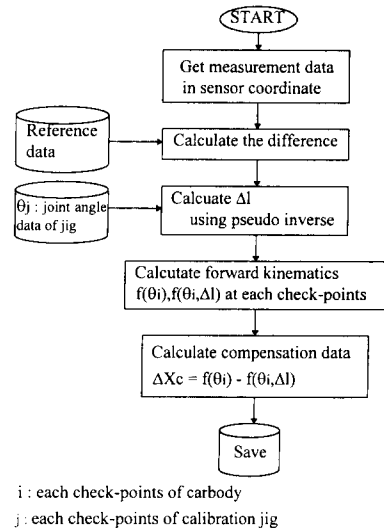 START
Get measurement data
in sensor coordinate
Reference
data
Calculate the difference
θj : joint angle
data of jig
Calcuate Δl
using pseudo inverse
Calcutate forward kinematics
f(θi),f(θi,Δl) at each check-points
Calculate compensation data
ΔXc = f(θi) - f(θi,Δl)
Save
i : each check-points of carbody
j : each check-points of calibration jig